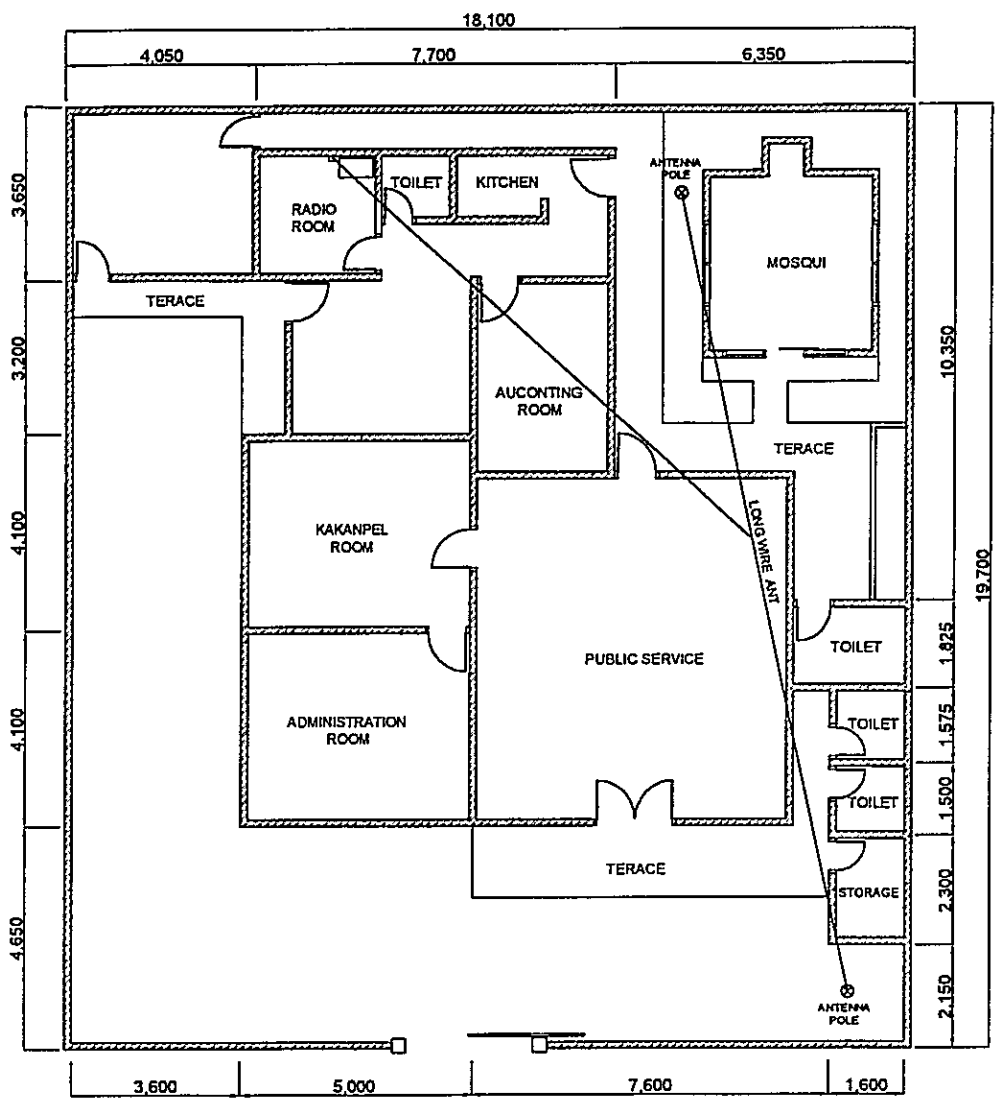 18,100
4,050
7,700
6,350
3,650
3,200
4,100
4,100
4,650
ANTENNA
POLE
TOILET
KITCHEN
RADIO
ROOM
MOSQUI
TERACE
AUCONTING
ROOM
TERACE
10,350
19,700
KAKANPEL
ROOM
LONG WIRE ANT
PUBLIC SERVICE
TOILET
1,825
ADMINISTRATION
ROOM
TOILET
1,575
TOILET
1,500
TERACE
STORAGE
2,300
ANTENNA
POLE
2,150
3,600
5,000
7,600
1,600